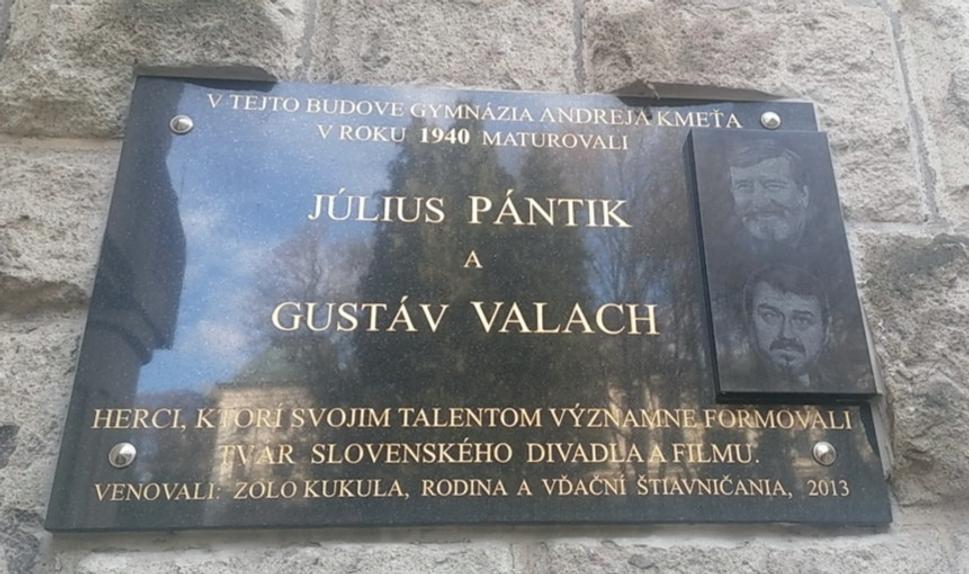 V TEJTO BUDOVE GYMNÁZIA ANDREJA KMEŤA
V ROKU 1940 MATUROVALI
JÚLIUS PÁNTIK
A
GUSTÁV VALACH
HERCI, KTORÍ SVOJIM TALENTOM VÝZNAMNE FORMOVALI
TVÁR SLOVENSKÉHO DIVADLA A FILMU.
VENOVALI: ZOLO KUKULA, RODINA A VĎAČNÍ ŠTIAVNIČANIA, 2013